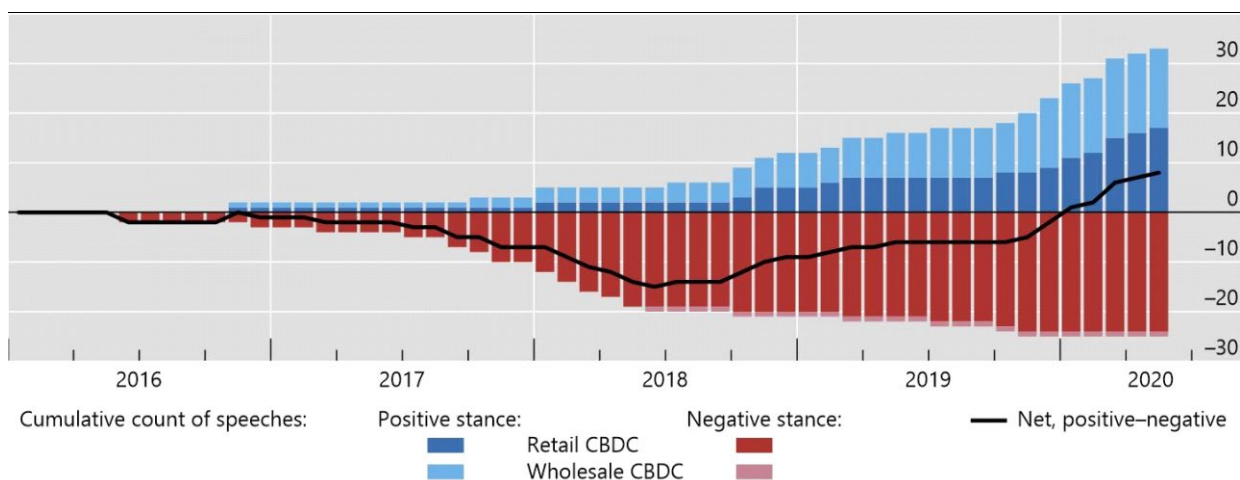 30
20
10
0
−10
−20
−30
2016 2017 2018 2019 2020
Cumulative count of speeches: Positive stance: Negative stance: Net, positive–negative
Retail CBDC
Wholesale CBDC